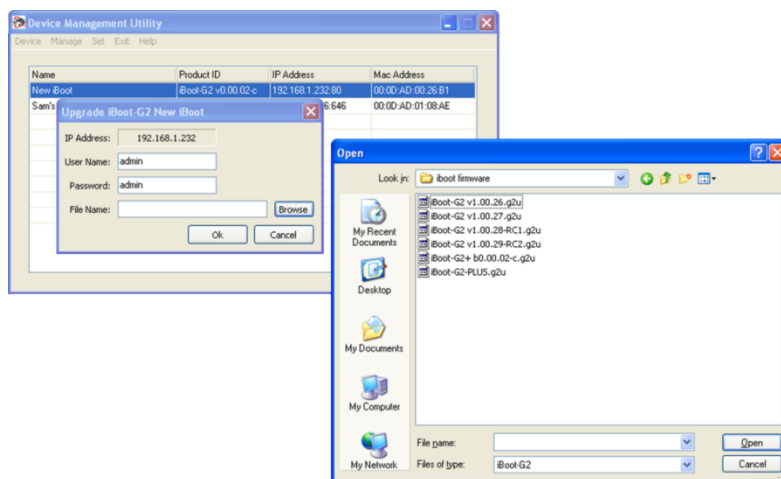 Device Management Utility
Device Manage Set Exit Help
Name Product ID IP Address Mac Address
New iBoot iBoot-G2 v0.00.02-c 192.168.1.232:80 00:0D:AD:00:26:B1
Sam's 6:646 00:0D:AD:01:08:AE
Upgrade iBoot-G2 New iBoot
IP Address: 192.168.1.232
User Name: admin
Password: admin
File Name: Browse
Ok Cancel
Open
Look in: iboot firmware
My Recent Documents
Desktop
My Documents
My Computer
My Network
iBoot-G2 v1.00.26.g2u
iBoot-G2 v1.00.27.g2u
iBoot-G2 v1.00.28-RC1.g2u
iBoot-G2 v1.00.29-RC2.g2u
iBoot-G2+ b0.00.02-c.g2u
iBoot-G2-PLUS.g2u
File name: Open
Files of type: iBoot-G2 Cancel